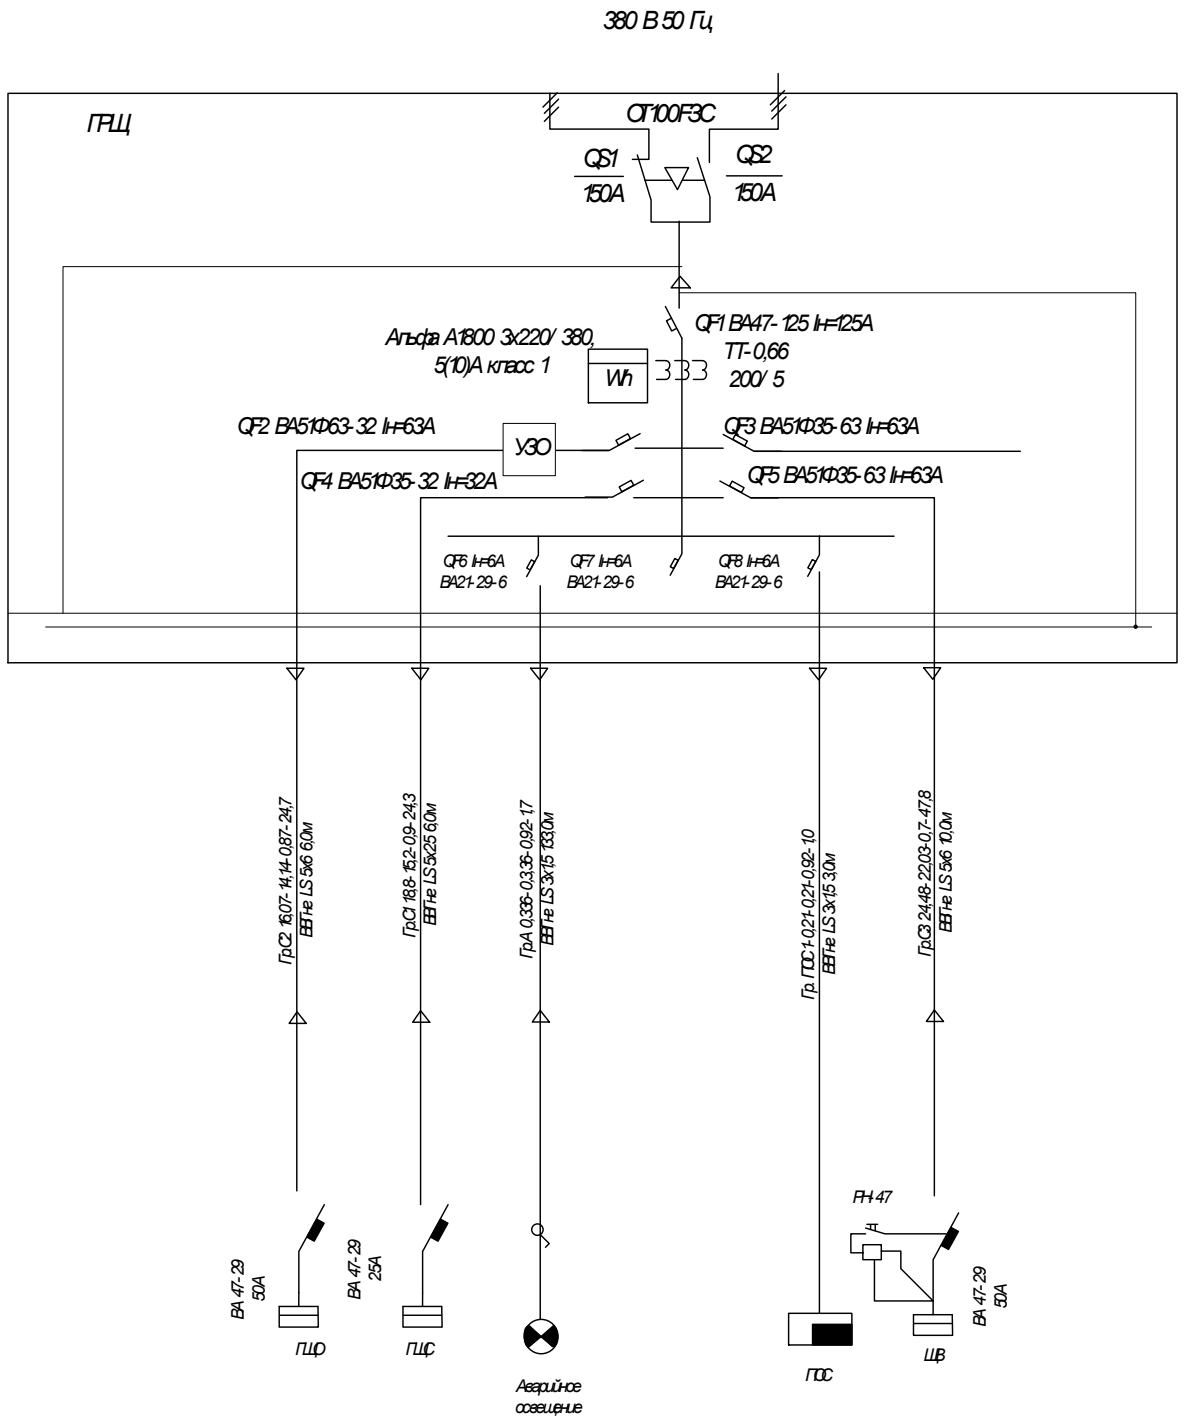 380 В 50 Гц
ГРЩ
ОТ100F3С
QS1
150А
QS2
150А
QF1 ВА47-125 Iн=125А
ТТ-0,66
200/5
Альфа А1800 3х220/380,
5(10)А класс 1
Wh
QF2 ВА51Ф63-32 Iн=63А
УЗО
QF3 ВА51Ф35-63 Iн=63А
QF4 ВА51Ф35-32 Iн=32А
QF5 ВА51Ф35-63 Iн=63А
QF6 Iн=6А
ВА21-29-6
QF7 Iн=6А
ВА21-29-6
QF8 Iн=6А
ВА21-29-6
Гр.С2 16,07-14,14-0,87-24,7
ВВГнг LS 5х6 6,0м
Гр.С1 18,8-15,2-0,9-24,3
ВВГнг LS 5х25 6,0м
Гр.А 0,336-0,336-0,92-1,7
ВВГнг LS 3х1,5 133,0м
Гр. ПОС 1-0,21-0,21-0,92-1,0
ВВГнг LS 3х1,5 3,0м
Гр.С3 24,48-22,03-0,7-47,8
ВВГнг LS 5х6 10,0м
ВА 47-29
50А
ПЩО
ВА 47-29
25А
ПЩС
Аварийное
освещение
ПОС
РН-47
ВА 47-29
50А
ЩВ